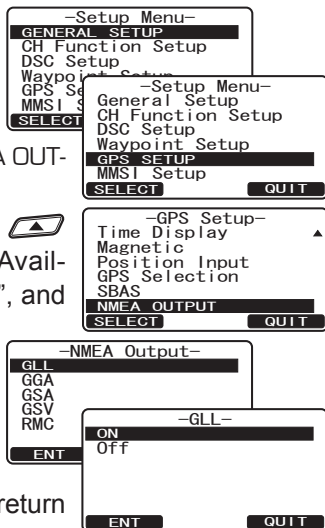 -Setup Menu-
GENERAL SETUP
CH Function Setup
DSC Setup
GPS
MMSI
SELECT
-Setup Menu-
General Setup
CH Function Setup
DSC Setup
Waypoint Setup
GPS SETUP
MMSI Setup
SELECT QUIT
A OUT-
Avail-
", and
-GPS Setup-
Time Display
Magnetic
Position Input
GPS Selection
SBAS
NMEA OUTPUT
SELECT QUIT
-NMEA Output-
GLL
GGA
GSA
GSV
RMC
ENT
-GLL-
ON
Off
ENT QUIT
return